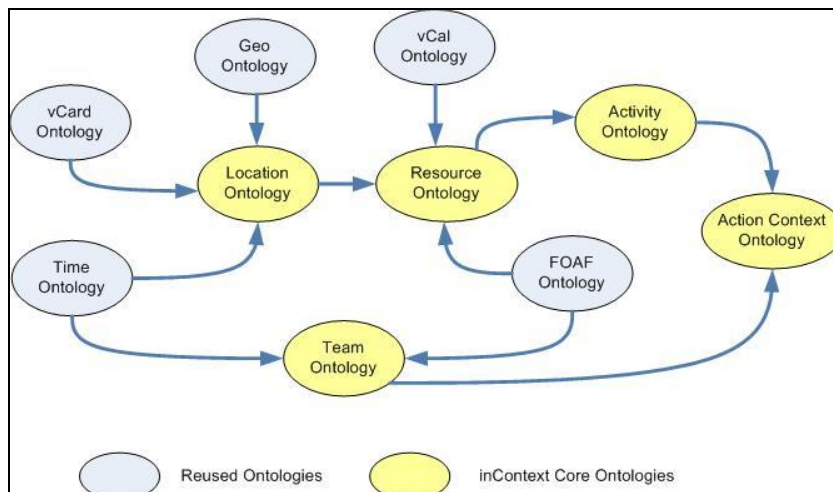 Geo
Ontology
vCal
Ontology
vCard
Ontology
Activity
Ontology
Location
Ontology
Resource
Ontology
Action Context
Ontology
Time
Ontology
FOAF
Ontology
Team
Ontology
Reused Ontologies
inContext Core Ontologies